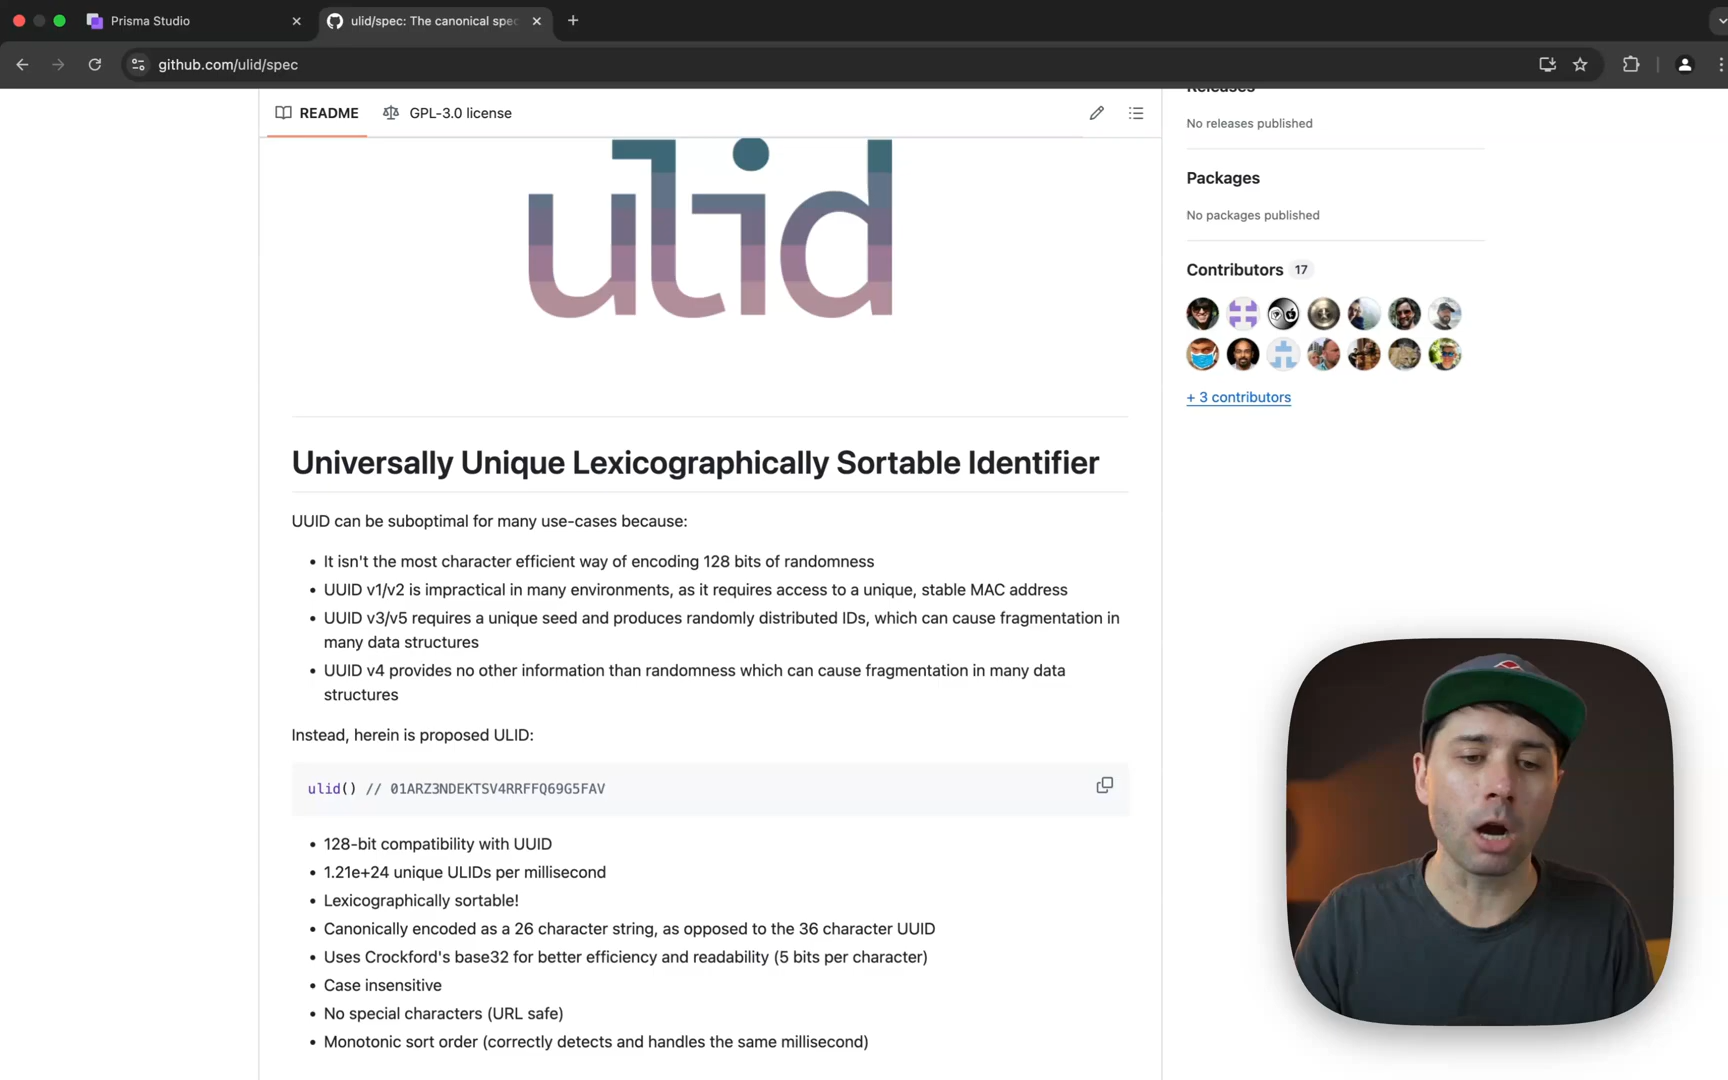 Prisma Studio
ulid/spec: The canonical spec
github.com/ulid/spec
README
GPL-3.0 license
ulid
Universally Unique Lexicographically Sortable Identifier
UUID can be suboptimal for many use-cases because:
• It isn't the most character efficient way of encoding 128 bits of randomness
• UUID v1/v2 is impractical in many environments, as it requires access to a unique, stable MAC address
• UUID v3/v5 requires a unique seed and produces randomly distributed IDs, which can cause fragmentation in
many data structures
• UUID v4 provides no other information than randomness which can cause fragmentation in many data
structures
Instead, herein is proposed ULID:
ulid() // 01ARZ3NDEKTSV4RRFFQ69G5FAV
• 128-bit compatibility with UUID
• 1.21e+24 unique ULIDs per millisecond
• Lexicographically sortable!
• Canonically encoded as a 26 character string, as opposed to the 36 character UUID
• Uses Crockford's base32 for better efficiency and readability (5 bits per character)
• Case insensitive
• No special characters (URL safe)
• Monotonic sort order (correctly detects and handles the same millisecond)
Releases
No releases published
Packages
No packages published
Contributors 17
+ 3 contributors